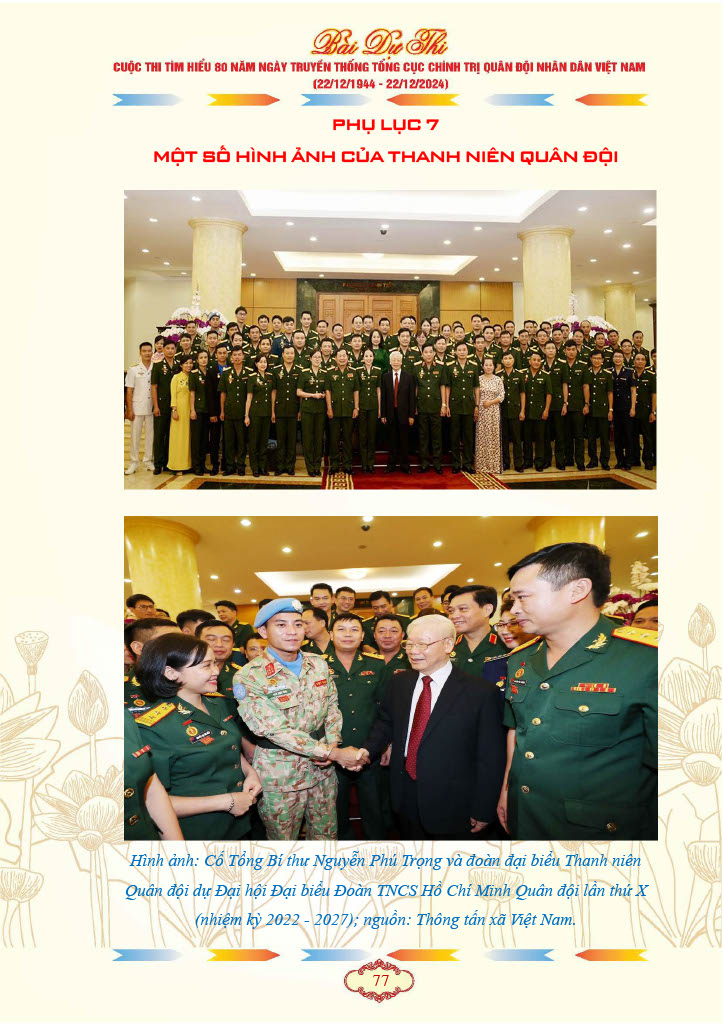 Bài Dự Thi
CUỘC THI TÌM HIỂU 80 NĂM NGÀY TRUYỀN THỐNG TỔNG CỤC CHÍNH TRỊ QUÂN ĐỘI NHÂN DÂN VIỆT NAM
(22/12/1944 - 22/12/2024)
PHỤ LỤC 7
MỘT SỐ HÌNH ẢNH CỦA THANH NIÊN QUÂN ĐỘI
Hình ảnh: Cố Tổng Bí thư Nguyễn Phú Trọng và đoàn đại biểu Thanh niên
Quân đội dự Đại hội Đại biểu Đoàn TNCS Hồ Chí Minh Quân đội lần thứ X
(nhiệm kỳ 2022 - 2027); nguồn: Thông tấn xã Việt Nam.
77